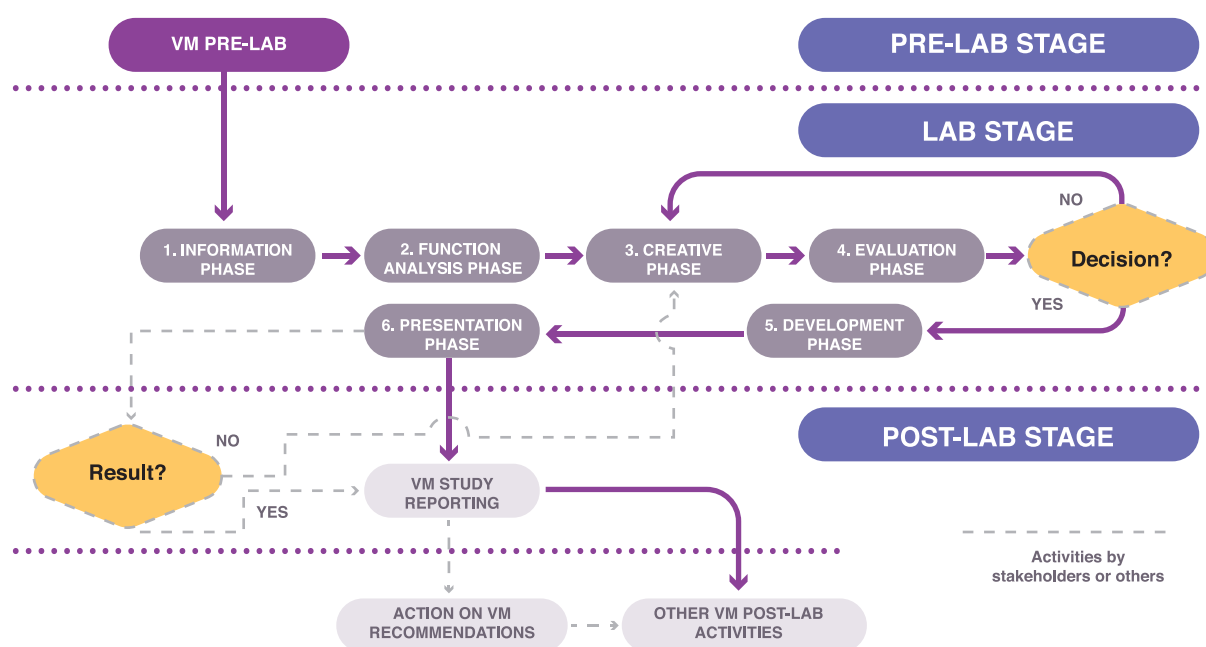 VM PRE-LAB
PRE-LAB STAGE
LAB STAGE
NO
1. INFORMATION
PHASE
2. FUNCTION
ANALYSIS PHASE
3. CREATIVE
PHASE
4. EVALUATION
PHASE
Decision?
YES
6. PRESENTATION
PHASE
5. DEVELOPMENT
PHASE
POST-LAB STAGE
NO
Result?
YES
VM STUDY
REPORTING
Activities by
stakeholders or others
ACTION ON VM
RECOMMENDATIONS
OTHER VM POST-LAB
ACTIVITIES